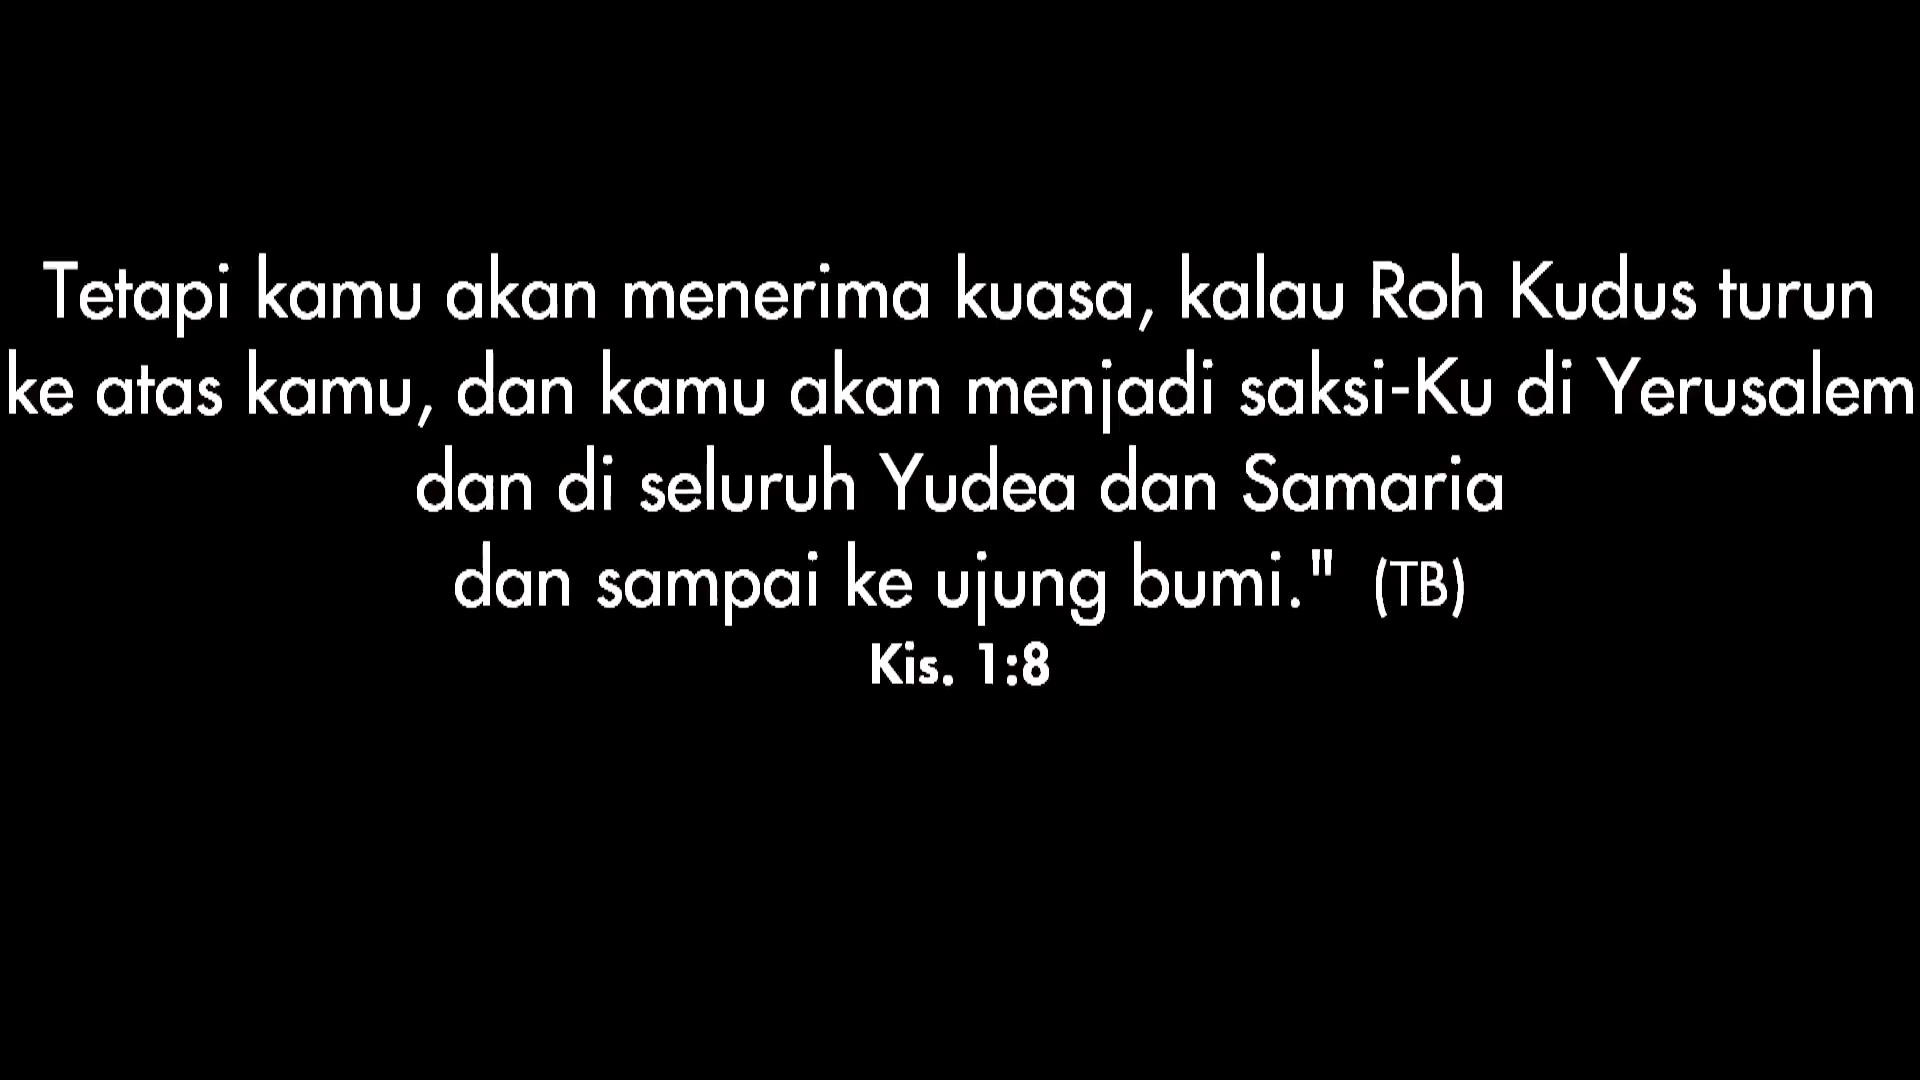 Tetapi kamu akan menerima kuasa, kalau Roh Kudus turun
ke atas kamu, dan kamu akan menjadi saksi-Ku di Yerusalem
dan di seluruh Yudea dan Samaria
dan sampai ke ujung bumi." (TB)
Kis. 1:8